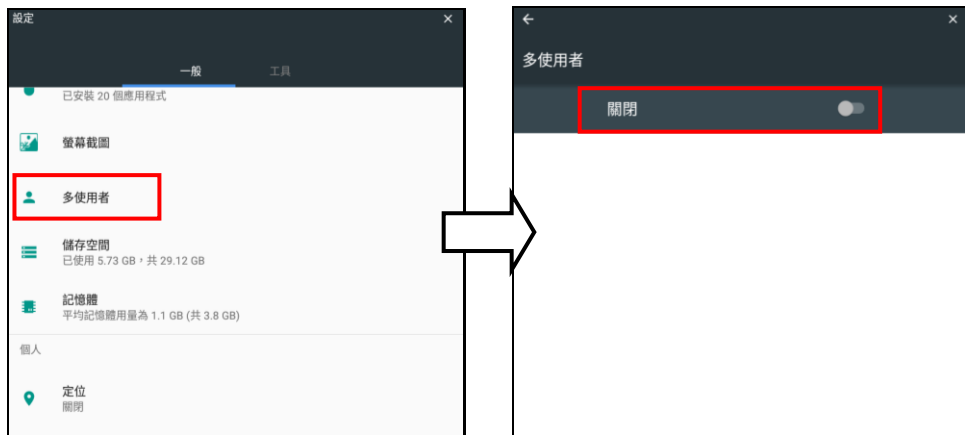 設定
一般
工具
已安裝 20 個應用程式
螢幕截圖
多使用者
儲存空間
已使用 5.73 GB，共 29.12 GB
記憶體
平均記憶體用量為 1.1 GB (共 3.8 GB)
個人
定位
關閉
多使用者
關閉